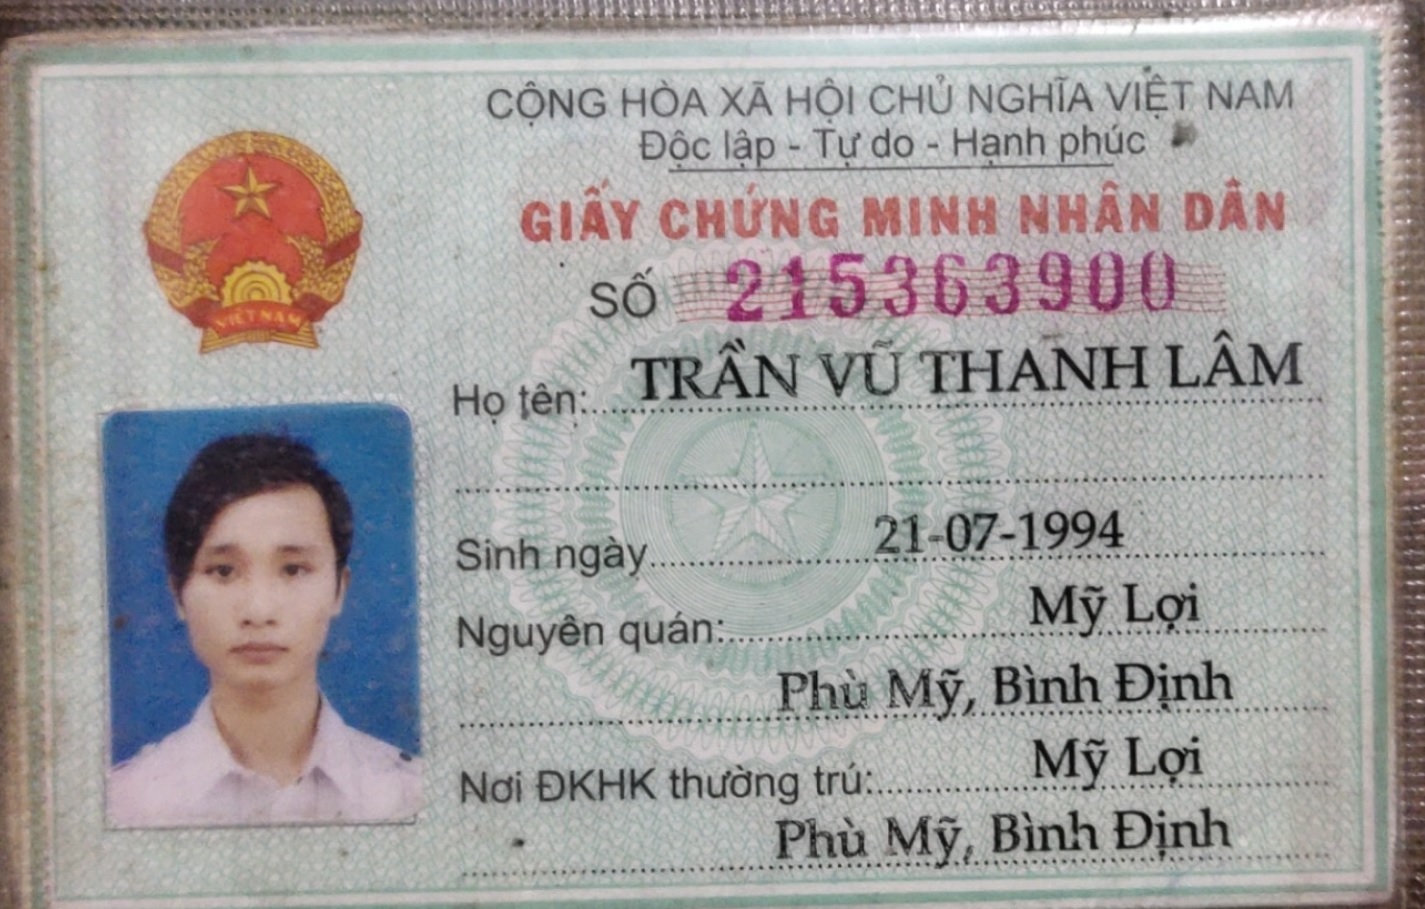 CỘNG HÒA XÃ HỘI CHỦ NGHĨA VIỆT NAM
Độc lập - Tự do - Hạnh phúc
GIẤY CHỨNG MINH NHÂN DÂN
SỐ 215363900
VIỆT NAM
Họ tên: TRẦN VŨ THANH LÂM
Sinh ngày 21-07-1994
Nguyên quán: Mỹ Lợi
Phù Mỹ, Bình Định
Nơi ĐKHK thường trú: Mỹ Lợi
Phù Mỹ, Bình Định